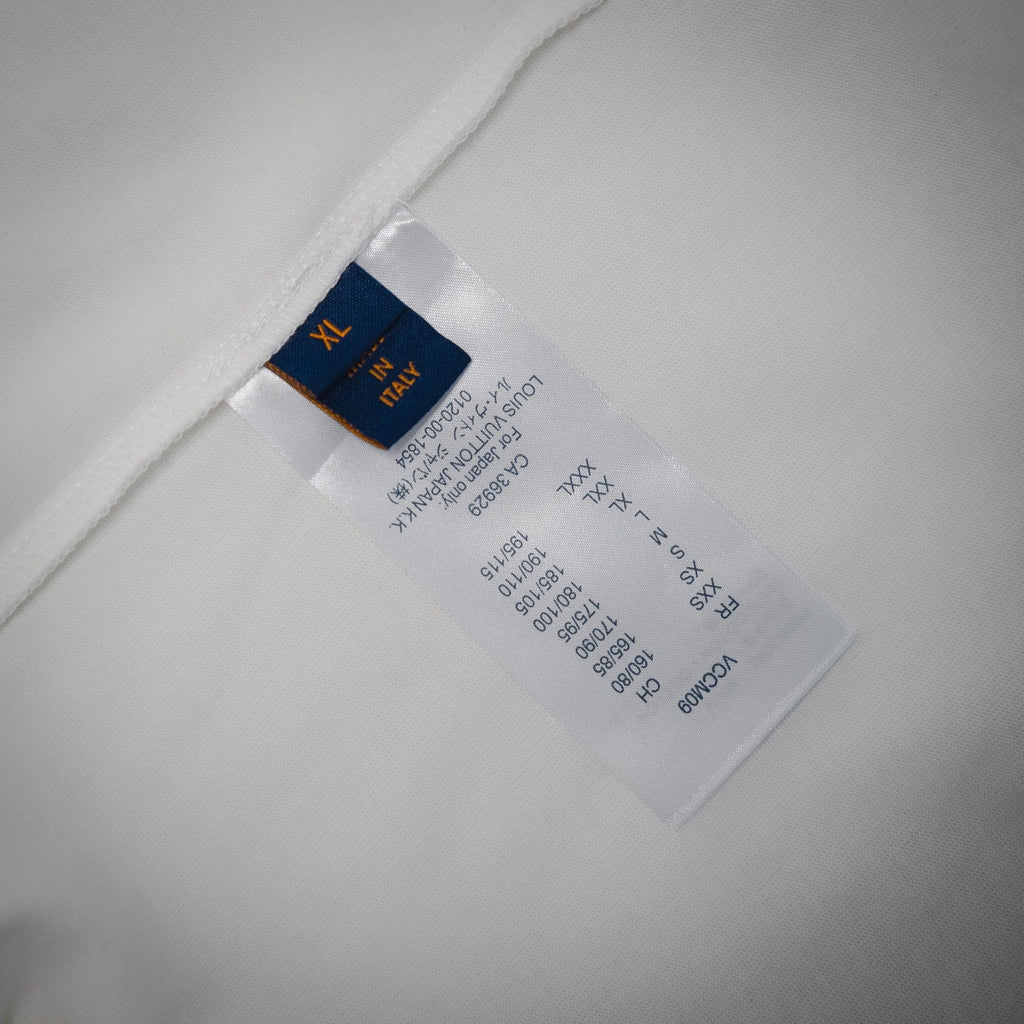 XL
MADE
IN
ITALY
VCCM09
FR CH
XXS 160/80
XS 165/85
S 170/90
M 175/95
L 180/100
XL 185/105
XXL 190/110
XXXL 195/115
CA 36929
For Japan only:
LOUIS VUITTON JAPAN K.K.
ルイ・ヴィトン ジャパン(株)
0120-00-1854